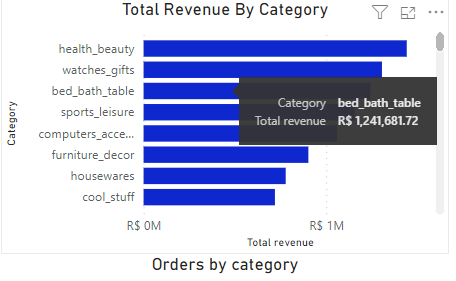 Total Revenue By Category
health_beauty
watches_gifts
bed_bath_table
sports_leisure
computers_acce...
furniture_decor
housewares
cool_stuff
Category
Category bed_bath_table
Total revenue R$ 1,241,681.72
R$ 0M R$ 1M
Total revenue
Orders by category